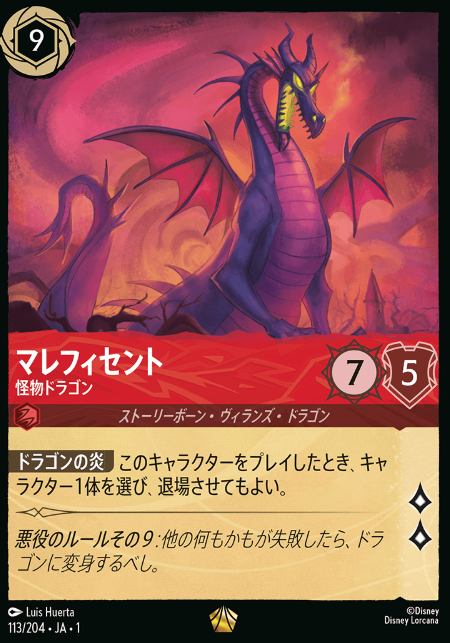 9
マレフィセント
怪物ドラゴン
7
5
ストーリーボーン・ヴィランズ・ドラゴン
ドラゴンの炎 このキャラクターをプレイしたとき、キャ
ラクター1体を選び、退場させてもよい。
悪役のルールその9:他の何もかもが失敗したら、ドラ
ゴンに変身するべし。
Luis Huerta
113/204・JA・1
©Disney
Disney Lorcana